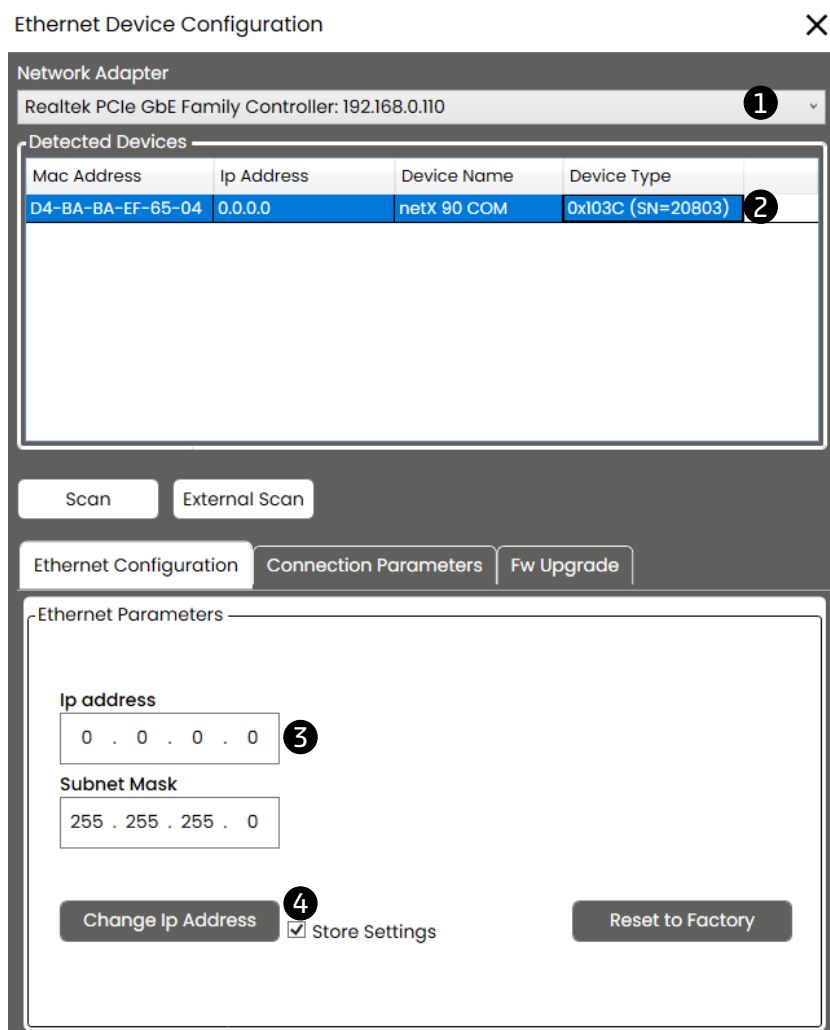 Ethernet Device Configuration
Network Adapter
Realtek PCIe GbE Family Controller: 192.168.0.110 1
Detected Devices
Mac Address Ip Address Device Name Device Type
D4-BA-BA-EF-65-04 0.0.0.0 netX 90 COM 0x103C (SN=20803) 2
Scan External Scan
Ethernet Configuration Connection Parameters Fw Upgrade
Ethernet Parameters
Ip address
0 . 0 . 0 . 0 3
Subnet Mask
255 . 255 . 255 . 0
4
Change Ip Address Store Settings Reset to Factory